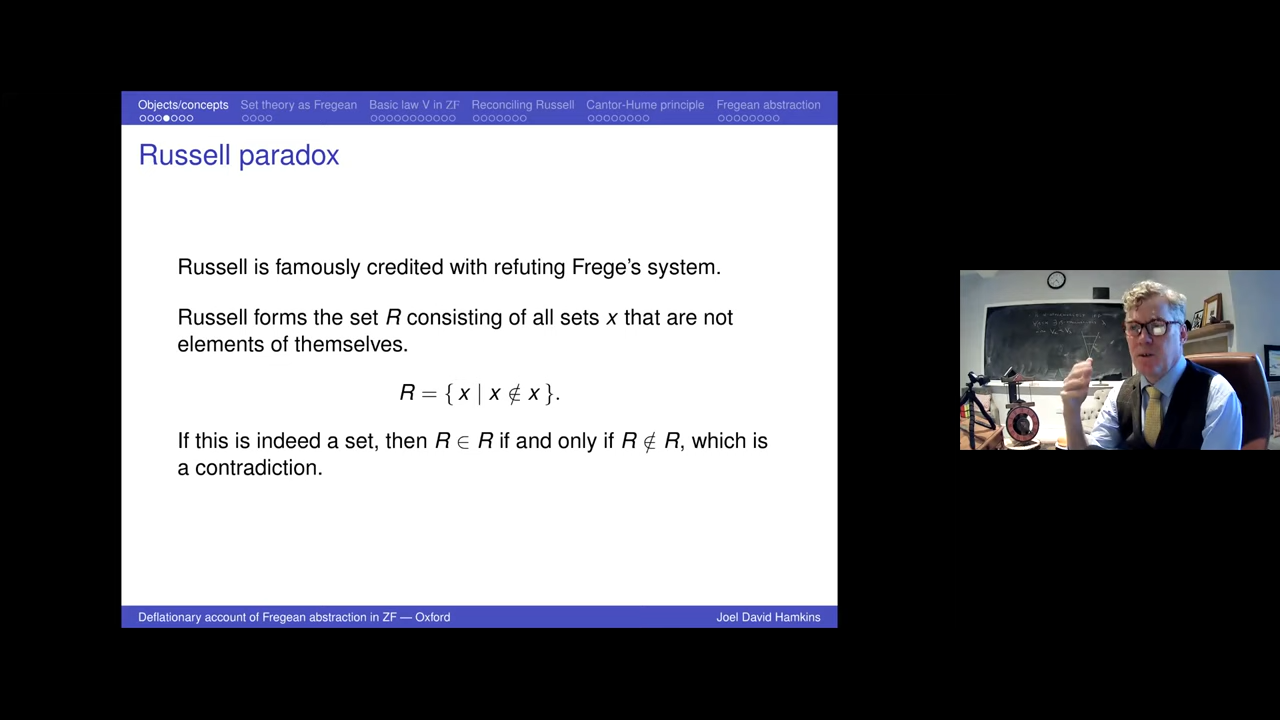 Objects/concepts Set theory as Fregean Basic law V in ZF Reconciling Russell Cantor-Hume principle Fregean abstraction
Russell paradox
Russell is famously credited with refuting Frege's system.
Russell forms the set R consisting of all sets x that are not
elements of themselves.
R = { x | x ∉ x }.
If this is indeed a set, then R ∈ R if and only if R ∉ R, which is
a contradiction.
Deflationary account of Fregean abstraction in ZF — Oxford Joel David Hamkins